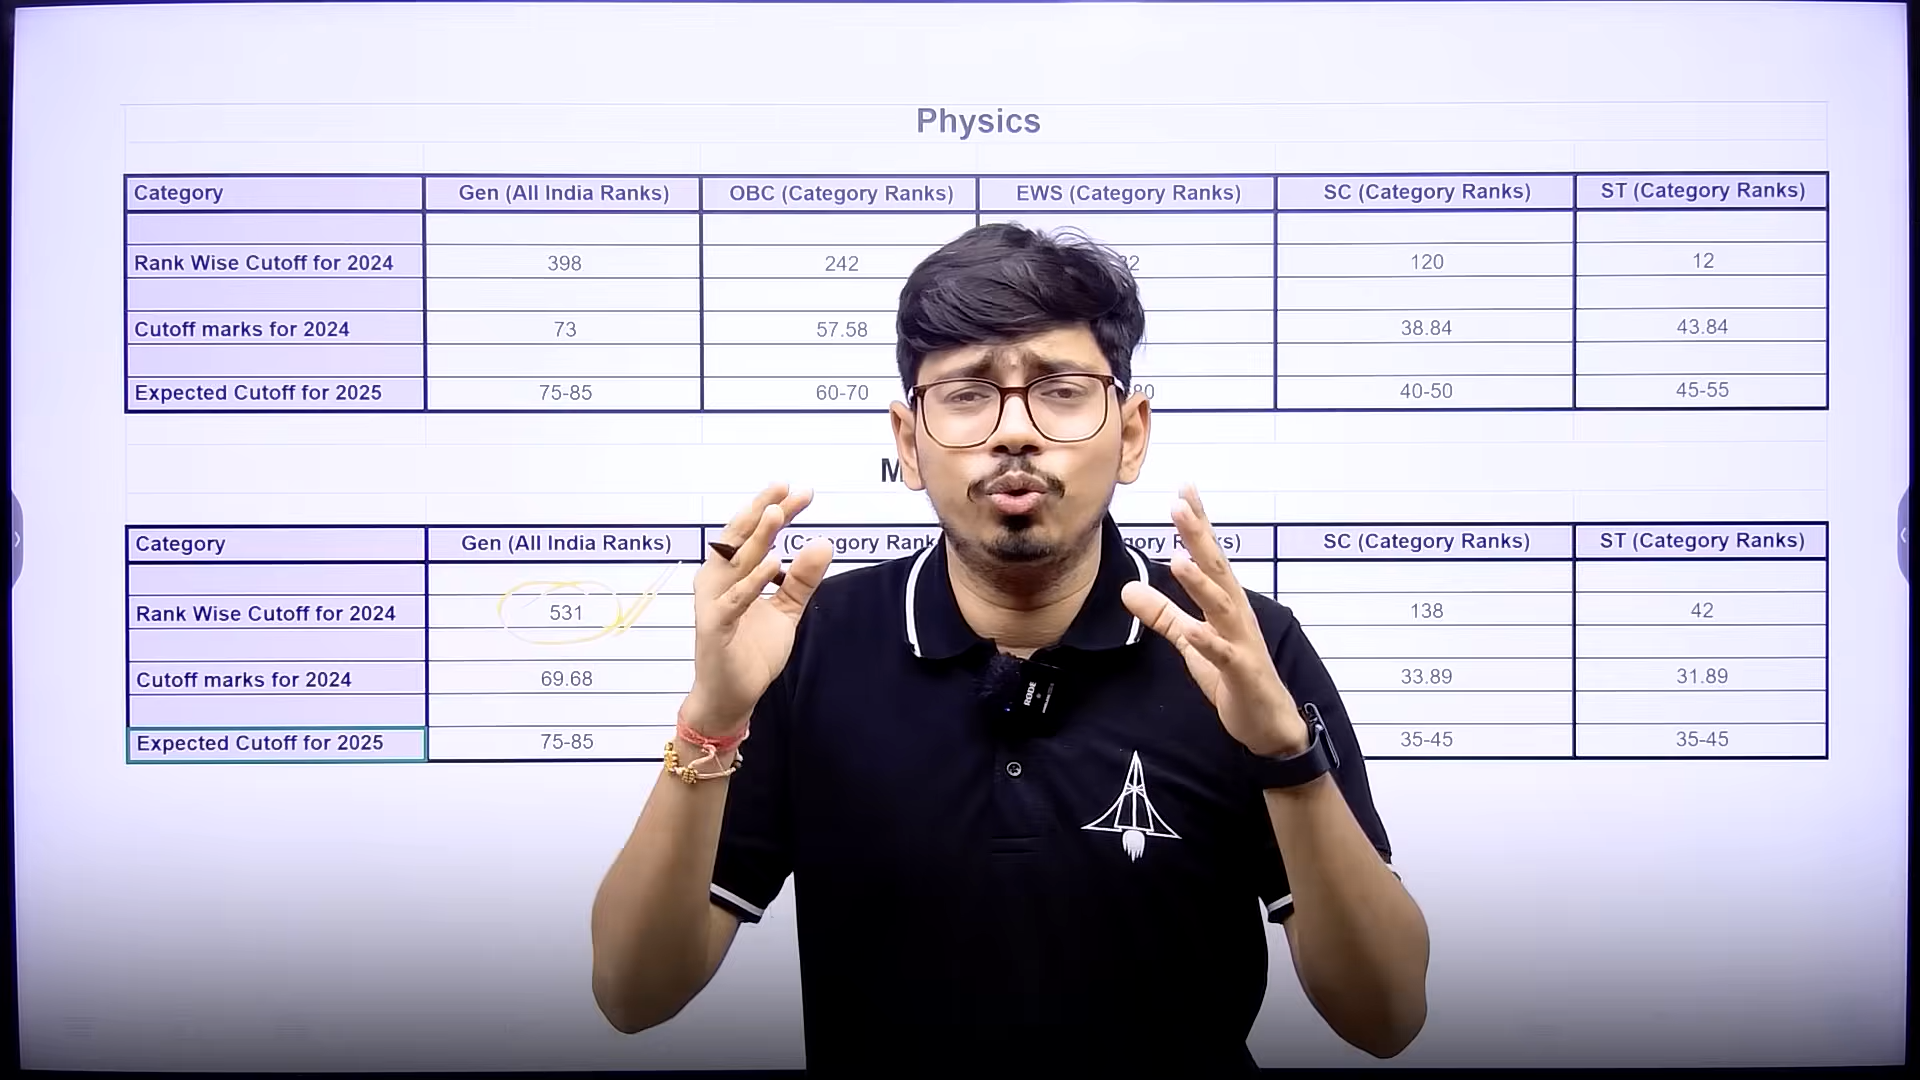 Physics
Category Gen (All India Ranks) OBC (Category Ranks) EWS (Category Ranks) SC (Category Ranks) ST (Category Ranks)
Rank Wise Cutoff for 2024 398 242 120 12
Cutoff marks for 2024 73 57.58 38.84 43.84
Expected Cutoff for 2025 75-85 60-70 40-50 45-55
Category Gen (All India Ranks) SC (Category Ranks) ST (Category Ranks)
Rank Wise Cutoff for 2024 531 138 42
Cutoff marks for 2024 69.68 33.89 31.89
Expected Cutoff for 2025 75-85 35-45 35-45
RODE